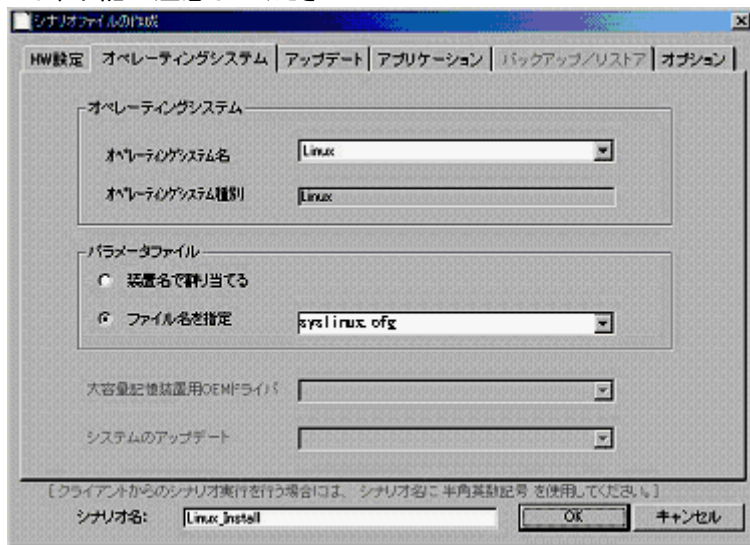 シナリオファイルの作成
HW設定 オペレーティングシステム アップデート アプリケーション バックアップ/リストア オプション
オペレーティングシステム
オペレーティングシステム名 Linux
オペレーティングシステム種別 Linux
パラメータファイル
装置名で割り当てる
ファイル名を指定 syslinux.cfg
大容量記憶装置用OEMドライバ
システムのアップデート
[クライアントからのシナリオ実行を行う場合には、シナリオ名に 半角英数記号 を使用してください。]
シナリオ名: Linux_Install OK キャンセル